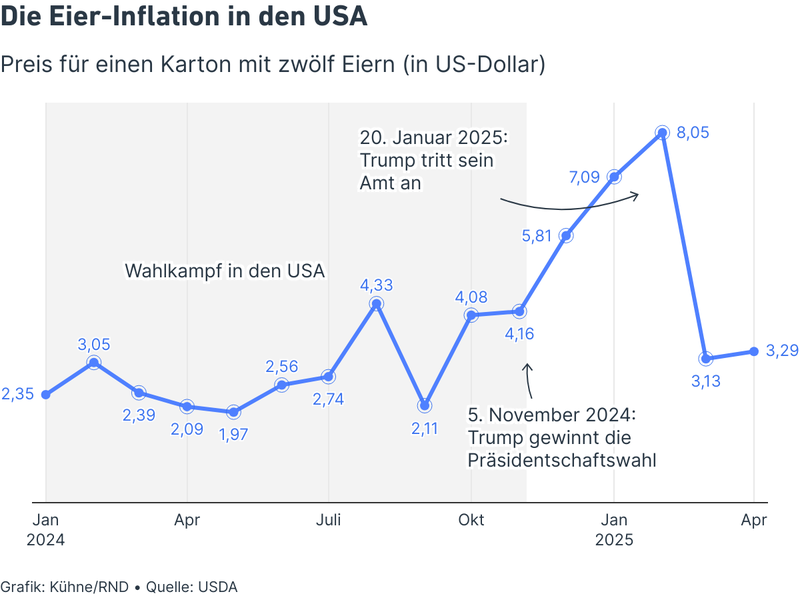 Die Eier-Inflation in den USA
Preis für einen Karton mit zwölf Eiern (in US-Dollar)
20. Januar 2025:
Trump tritt sein
Amt an
Wahlkampf in den USA
2,35
3,05
2,39
2,09
1,97
2,56
2,74
4,33
2,11
4,08
4,16
5,81
7,09
8,05
3,13
3,29
5. November 2024:
Trump gewinnt die
Präsidentschaftswahl
Jan
2024
Apr
Juli
Okt
Jan
2025
Apr
Grafik: Kühne/RND • Quelle: USDA